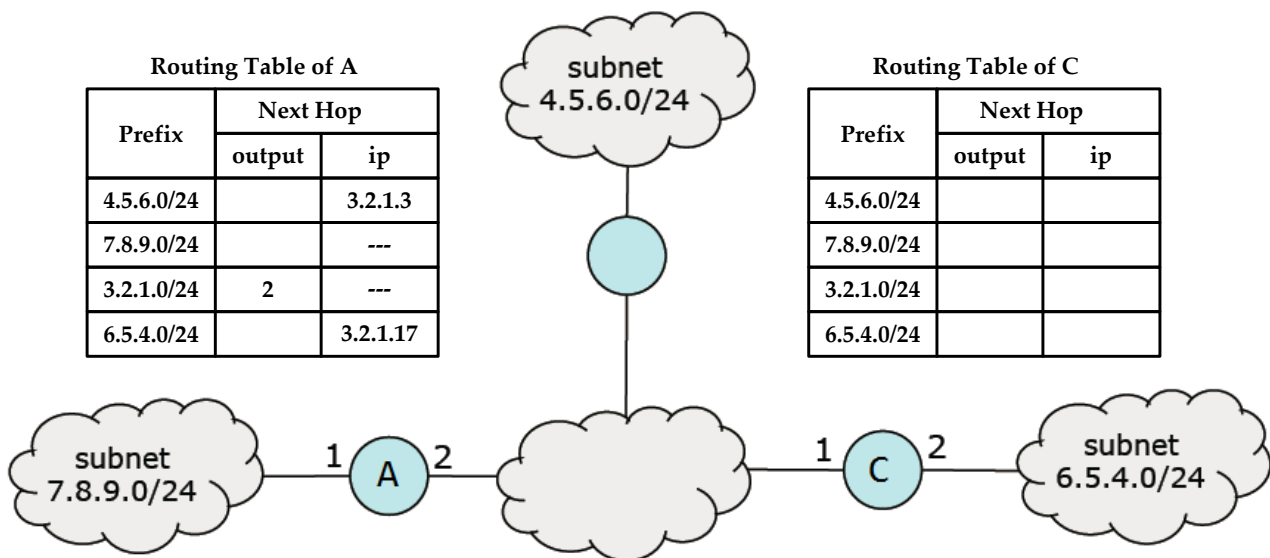 Routing Table of A
Prefix
Next Hop
output ip
4.5.6.0/24 3.2.1.3
7.8.9.0/24 ---
3.2.1.0/24 2 ---
6.5.4.0/24 3.2.1.17
subnet
4.5.6.0/24
Routing Table of C
Prefix
Next Hop
output ip
4.5.6.0/24
7.8.9.0/24
3.2.1.0/24
6.5.4.0/24
subnet
7.8.9.0/24
1 A 2
1 C 2
subnet
6.5.4.0/24